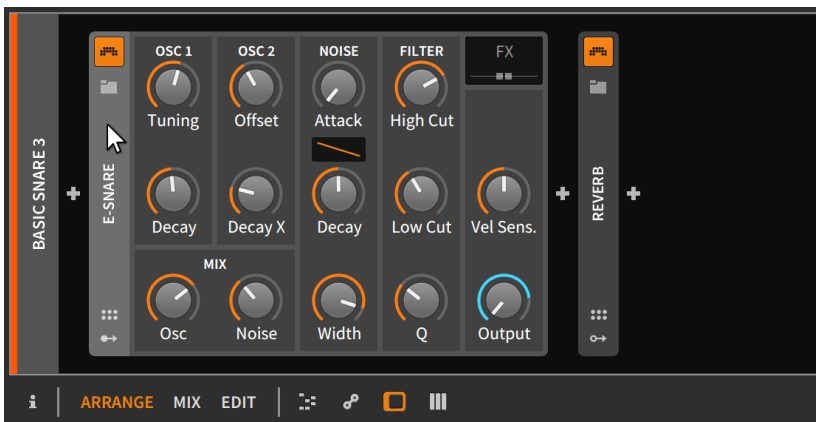 BASIC SNARE 3
E-SNARE
OSC 1
OSC 2
NOISE
FILTER
FX
Tuning
Offset
Attack
High Cut
Decay
Decay X
Decay
Low Cut
Vel Sens.
MIX
Osc
Noise
Width
Q
Output
REVERB
ARRANGE MIX EDIT